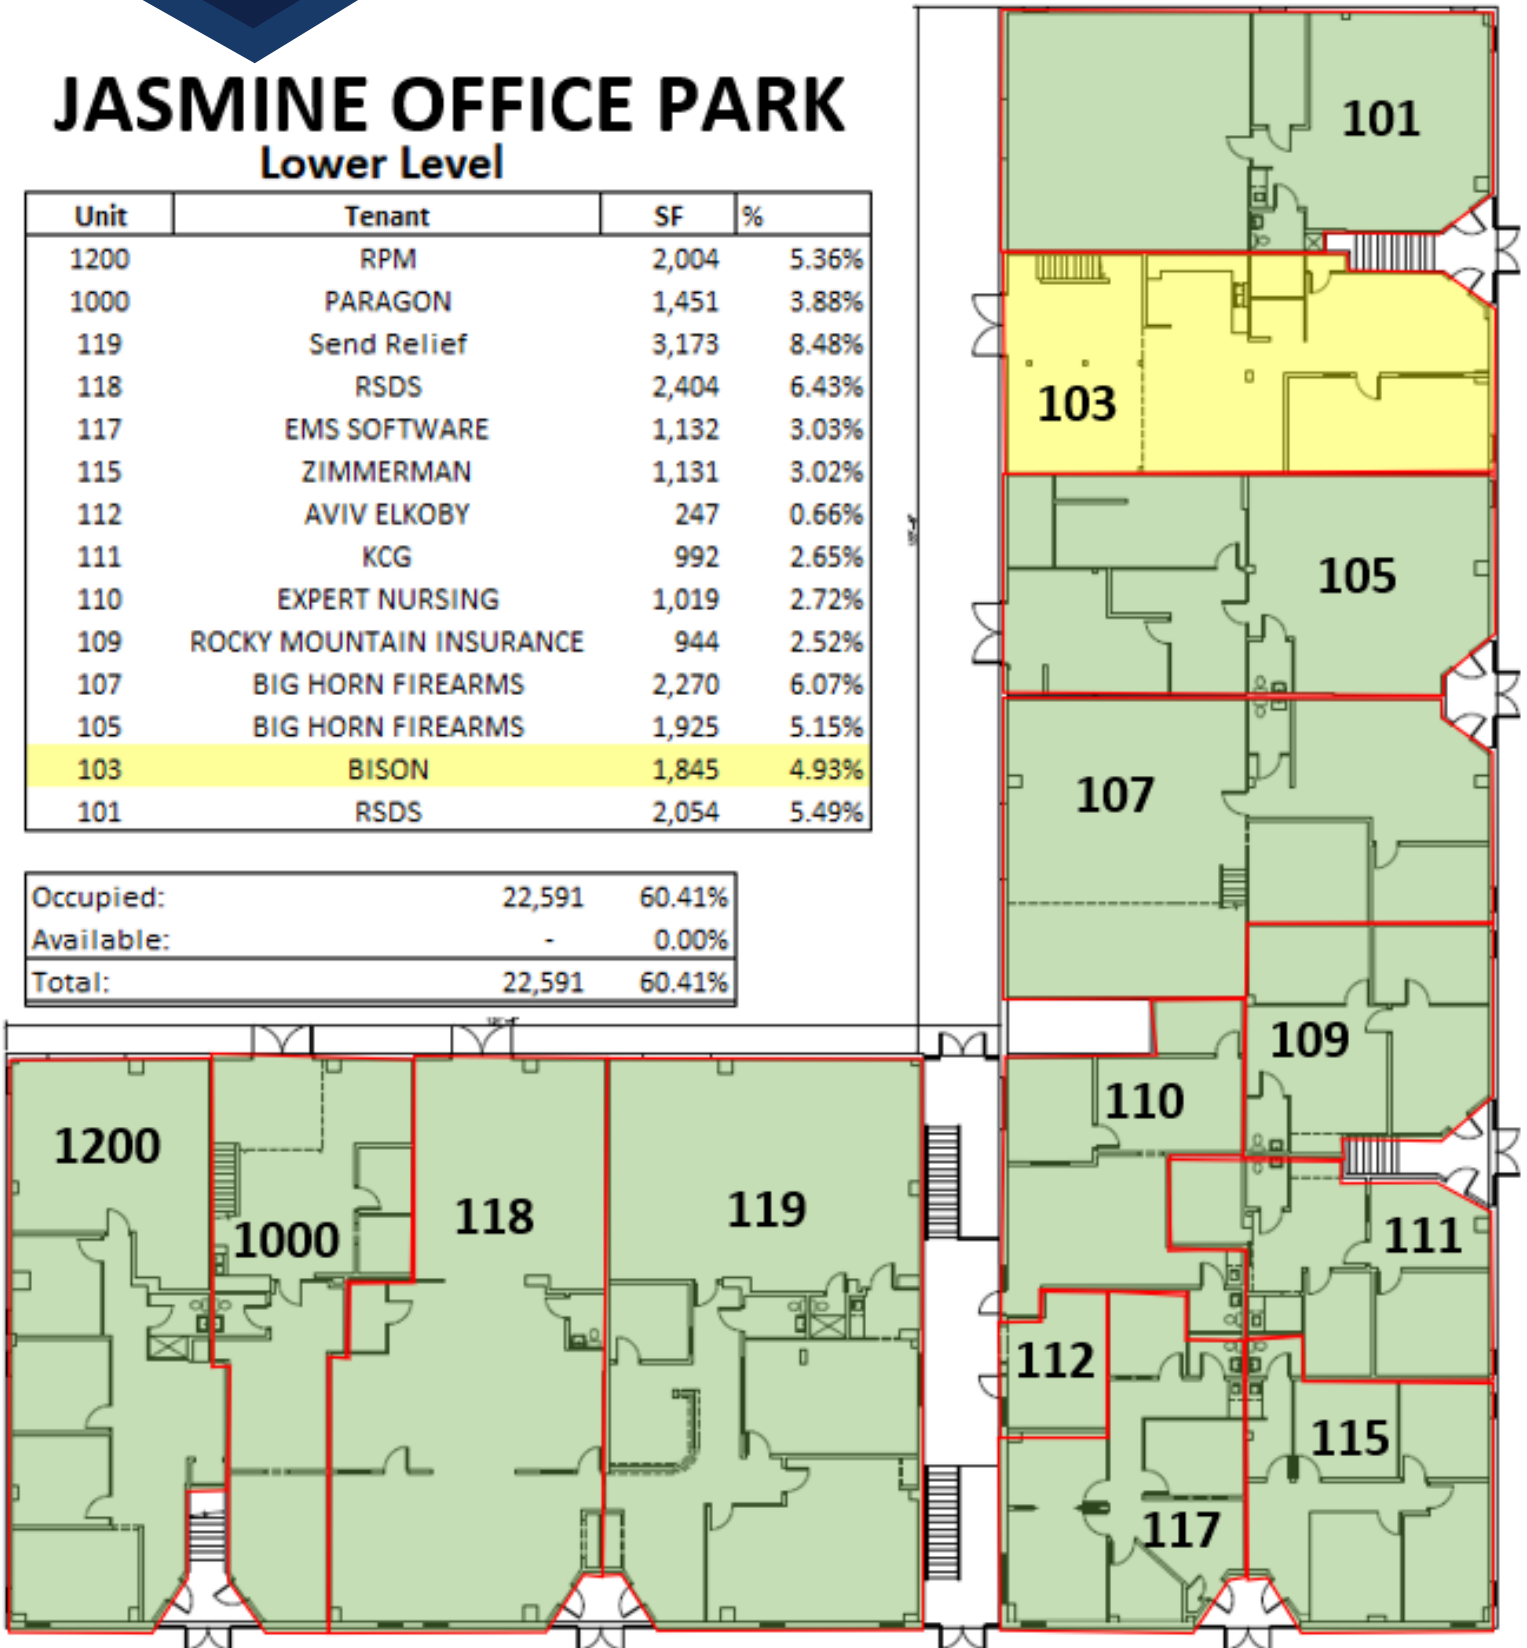 JASMINE OFFICE PARK
Lower Level
Unit Tenant SF %
1200 RPM 2,004 5.36%
1000 PARAGON 1,451 3.88%
119 Send Relief 3,173 8.48%
118 RSDS 2,404 6.43%
117 EMS SOFTWARE 1,132 3.03%
115 ZIMMERMAN 1,131 3.02%
112 AVIV ELKOBY 247 0.66%
111 KCG 992 2.65%
110 EXPERT NURSING 1,019 2.72%
109 ROCKY MOUNTAIN INSURANCE 944 2.52%
107 BIG HORN FIREARMS 2,270 6.07%
105 BIG HORN FIREARMS 1,925 5.15%
103 BISON 1,845 4.93%
101 RSDS 2,054 5.49%
Occupied: 22,591 60.41%
Available: - 0.00%
Total: 22,591 60.41%
101
103
105
107
109
110
111
112
115
117
1200
1000
118
119